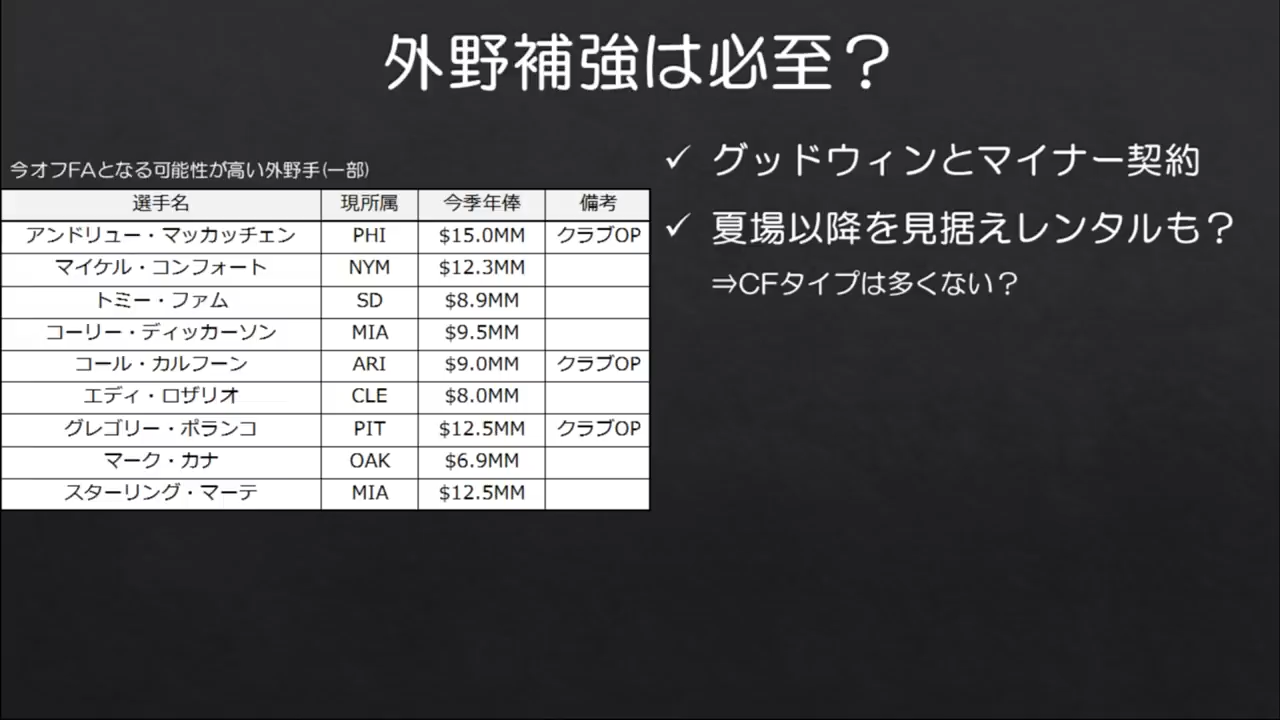 外野補強は必至？
今オフFAとなる可能性が高い外野手(一部)
選手名 現所属 今季年俸 備考
アンドリュー・マッカッチェン PHI $15.0MM クラブOP
マイケル・コンフォート NYM $12.3MM
トミー・ファム SD $8.9MM
コーリー・ディッカーソン MIA $9.5MM
コール・カルフーン ARI $9.0MM クラブOP
エディ・ロザリオ CLE $8.0MM
グレゴリー・ポランコ PIT $12.5MM クラブOP
マーク・カナ OAK $6.9MM
スターリング・マーテ MIA $12.5MM
✓ グッドウィンとマイナー契約
✓ 夏場以降を見据えレンタルも？
⇒CFタイプは多くない？